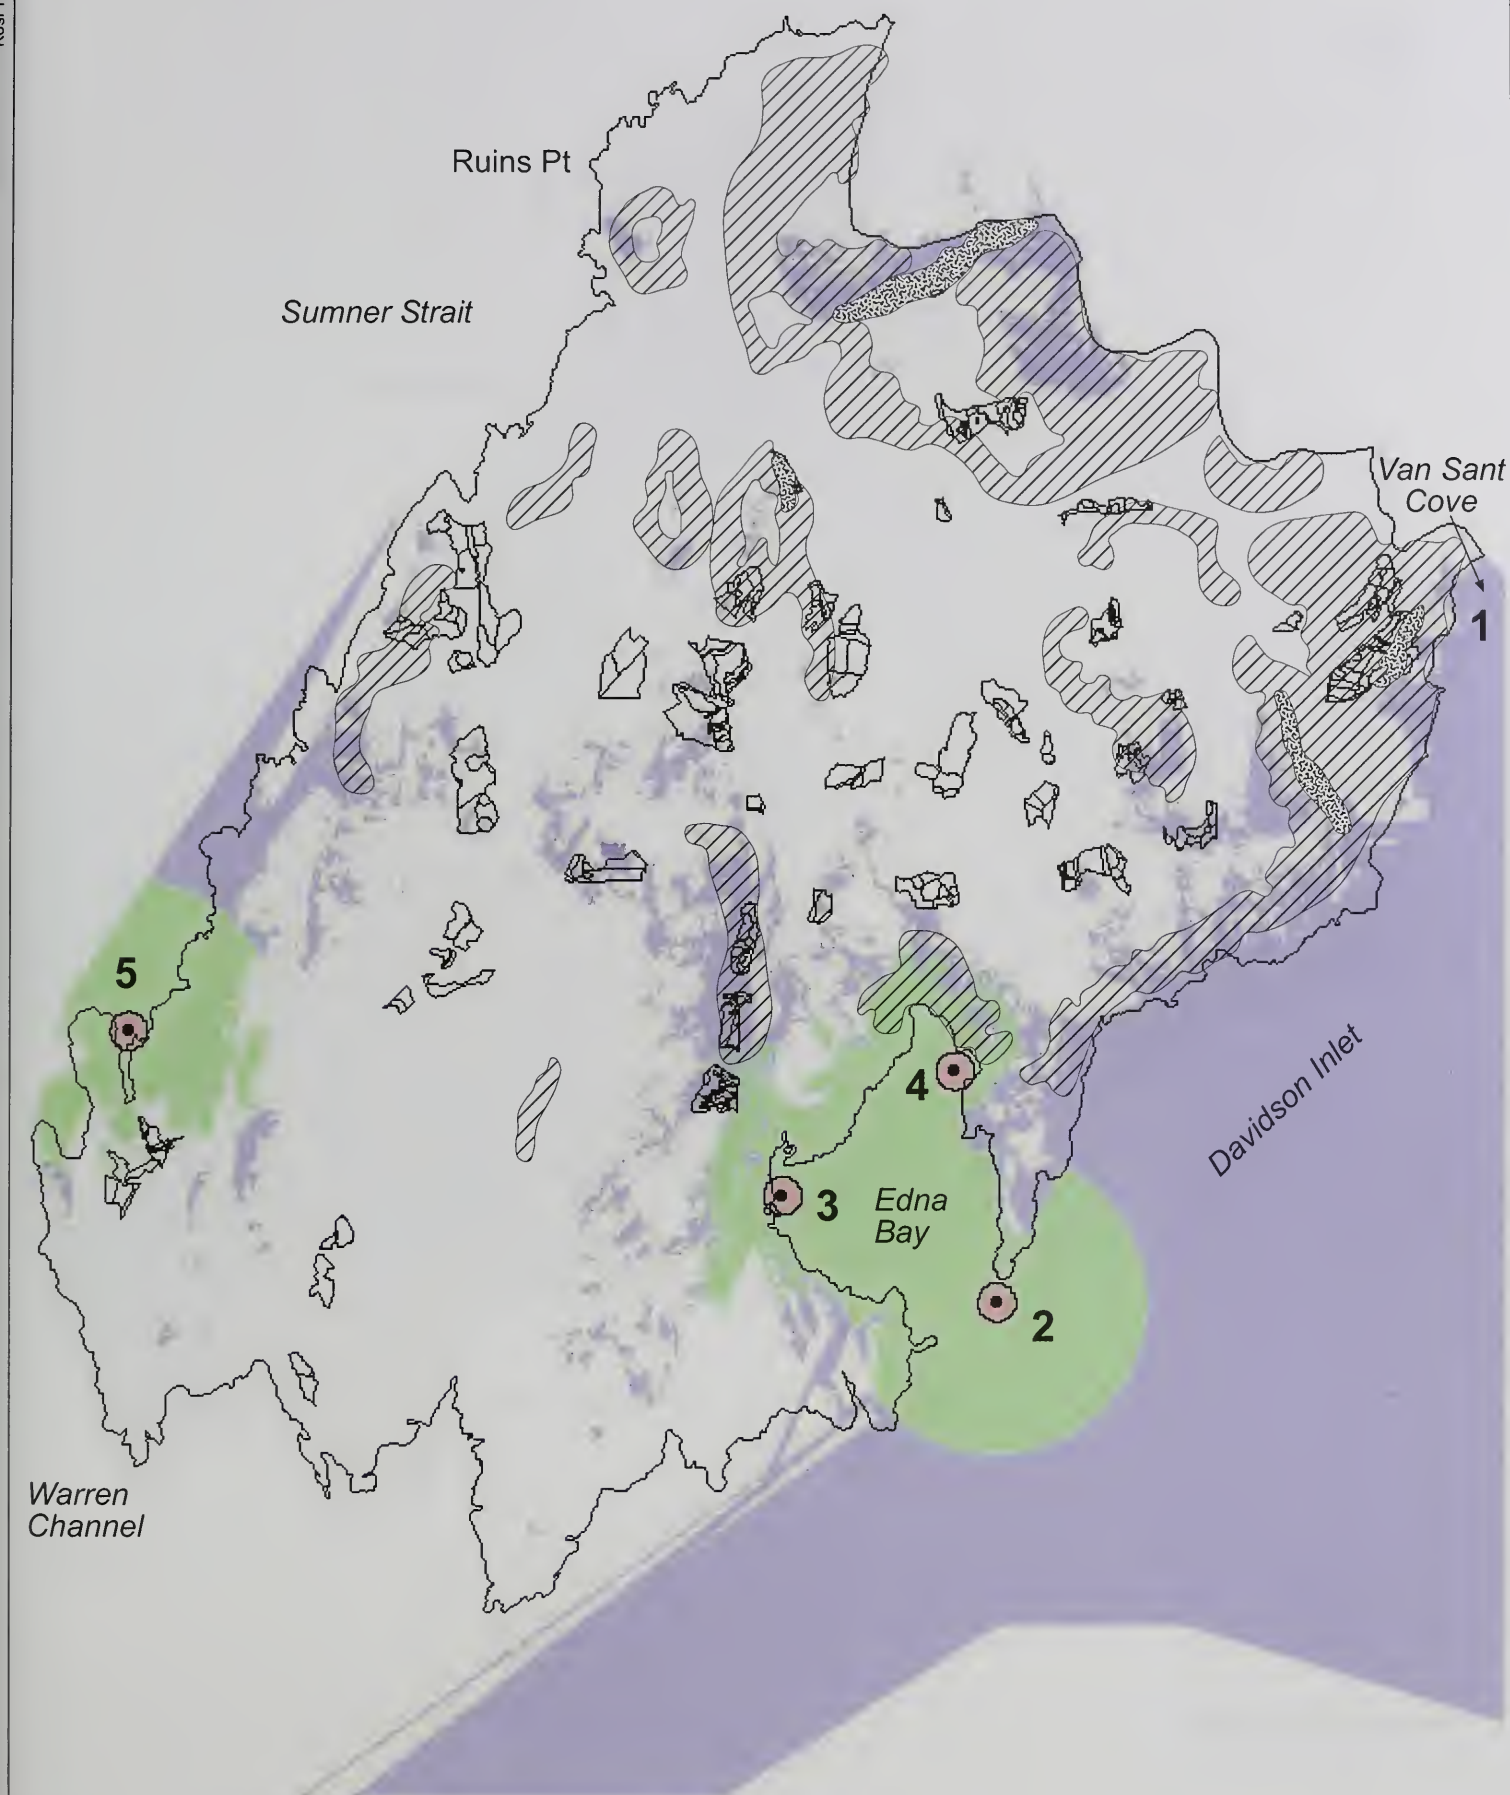 Ruins Pt
Sumner Strait
Van Sant
Cove
1
5
Davidson Inlet
4
3
Edna
Bay
2
Warren
Channel